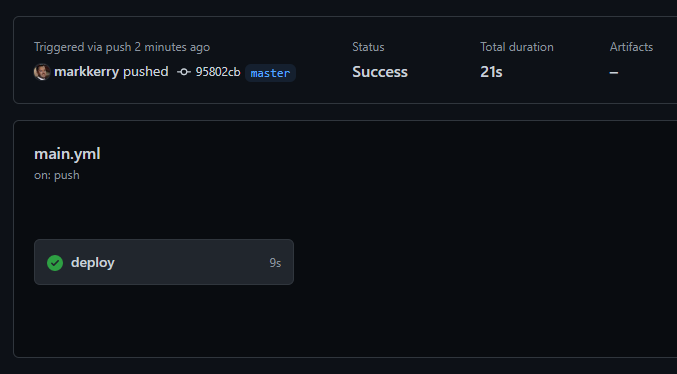 Triggered via push 2 minutes ago
markkerry pushed 95802cb master
Status
Success
Total duration
21s
Artifacts
–
main.yml
on: push
deploy 9s